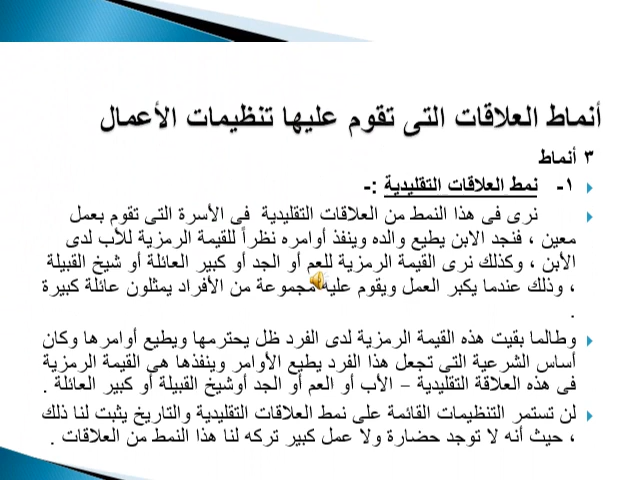 أنماط العلاقات التى تقوم عليها تنظيمات الأعمال
٣ أنماط
١- نمط العلاقات التقليدية :-
نرى فى هذا النمط من العلاقات التقليدية فى الأسرة التى تقوم بعمل
معين ، فنجد الابن يطيع والده وينفذ أوامره نظراً للقيمة الرمزية للأب لدى
الأبن ، وكذلك نرى القيمة الرمزية للعم أو الجد أو كبير العائلة أو شيخ القبيلة
، وذلك عندما يكبر العمل ويقوم عليه مجموعة من الأفراد يمثلون عائلة كبيرة
.
وطالما بقيت هذه القيمة الرمزية لدى الفرد ظل يحترمها ويطيع أوامرها وكان
أساس الشرعية التى تجعل هذا الفرد يطيع الأوامر وينفذها هى القيمة الرمزية
فى هذه العلاقة التقليدية – الأب أو العم أو الجد أوشيخ القبيلة أو كبير العائلة .
لن تستمر التنظيمات القائمة على نمط العلاقات التقليدية والتاريخ يثبت لنا ذلك
، حيث أنه لا توجد حضارة ولا عمل كبير تركه لنا هذا النمط من العلاقات .